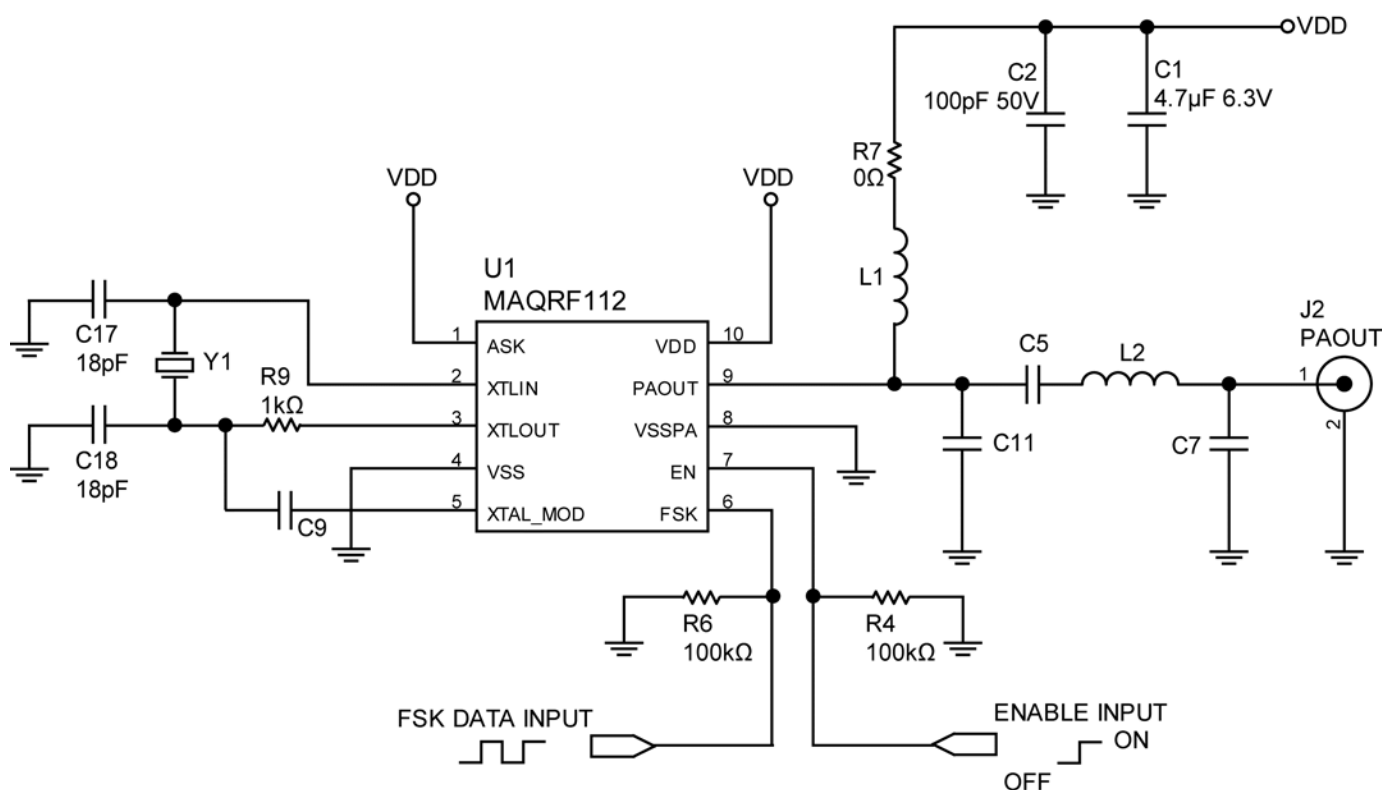 VDD
C2
100pF 50V
C1
4.7µF 6.3V
R7
0Ω
VDD
VDD
L1
U1
MAQRF112
J2
PAOUT
C17
18pF
Y1
R9
1kΩ
C18
18pF
C9
1
ASK
2
XTLIN
3
XTLOUT
4
VSS
5
XTAL_MOD
VDD
10
PAOUT
9
VSSPA
8
EN
7
FSK
6
C5
L2
C11
C7
1
2
R6
100kΩ
R4
100kΩ
FSK DATA INPUT
ENABLE INPUT
ON
OFF